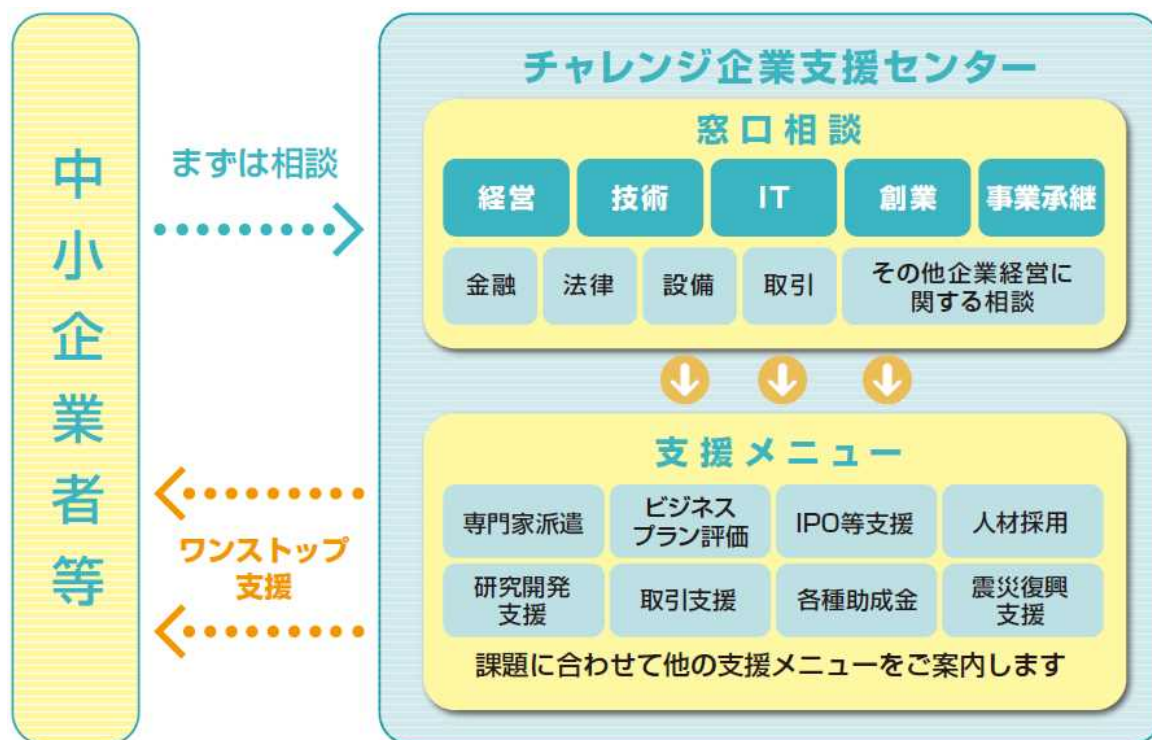 中小企業者等
まずは相談
ワンストップ
支援
チャレンジ企業支援センター
窓口相談
経営
技術
IT
創業
事業承継
金融
法律
設備
取引
その他企業経営に
関する相談
支援メニュー
専門家派遣
ビジネス
プラン評価
IPO等支援
人材採用
研究開発
支援
取引支援
各種助成金
震災復興
支援
課題に合わせて他の支援メニューをご案内します